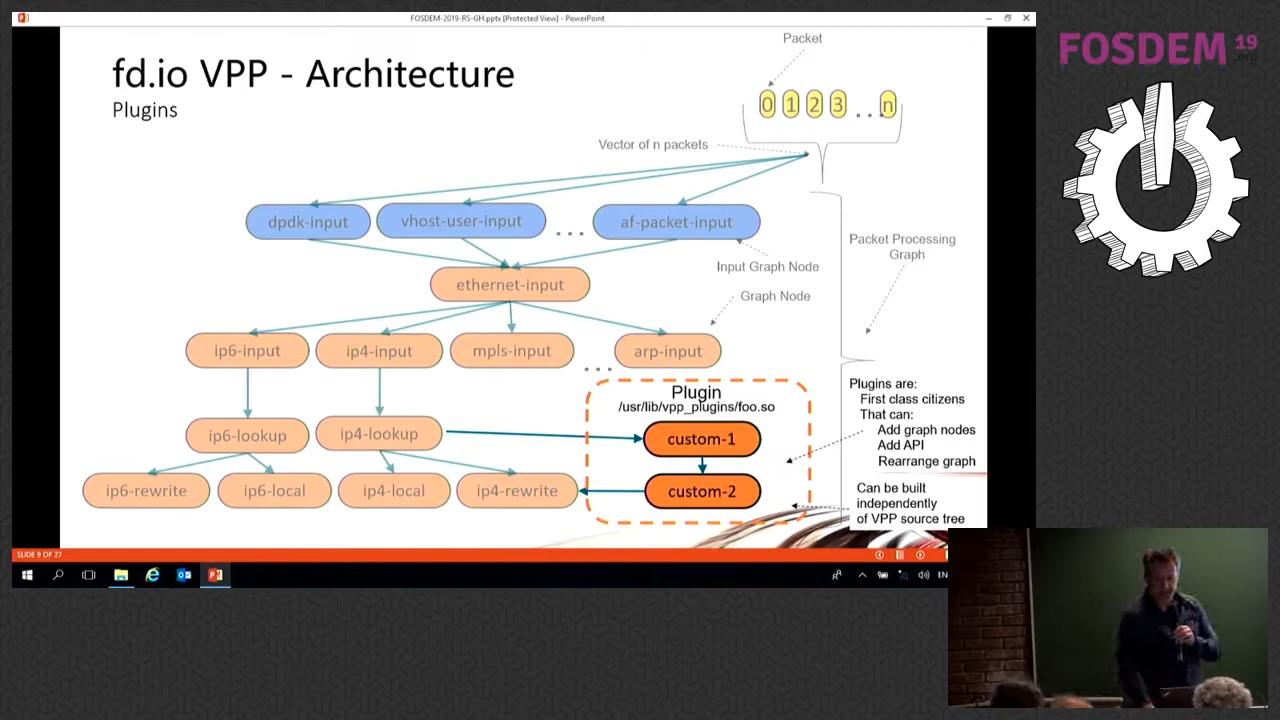 FOSDEM-2019-RS-GH.pptx [Protected View] - PowerPoint
FOSDEM 19
.org
fd.io VPP - Architecture
Plugins
Packet
0 1 2 3 ... n
Vector of n packets
dpdk-input
vhost-user-input
...
af-packet-input
Packet Processing
Graph
Input Graph Node
ethernet-input
Graph Node
ip6-input
ip4-input
mpls-input
...
arp-input
Plugin
/usr/lib/vpp_plugins/foo.so
Plugins are:
First class citizens
That can:
Add graph nodes
Add API
Rearrange graph
ip6-lookup
ip4-lookup
custom-1
ip6-rewrite
ip6-local
ip4-local
ip4-rewrite
custom-2
Can be built
independently
of VPP source tree
SLIDE 9 OF 27
EN